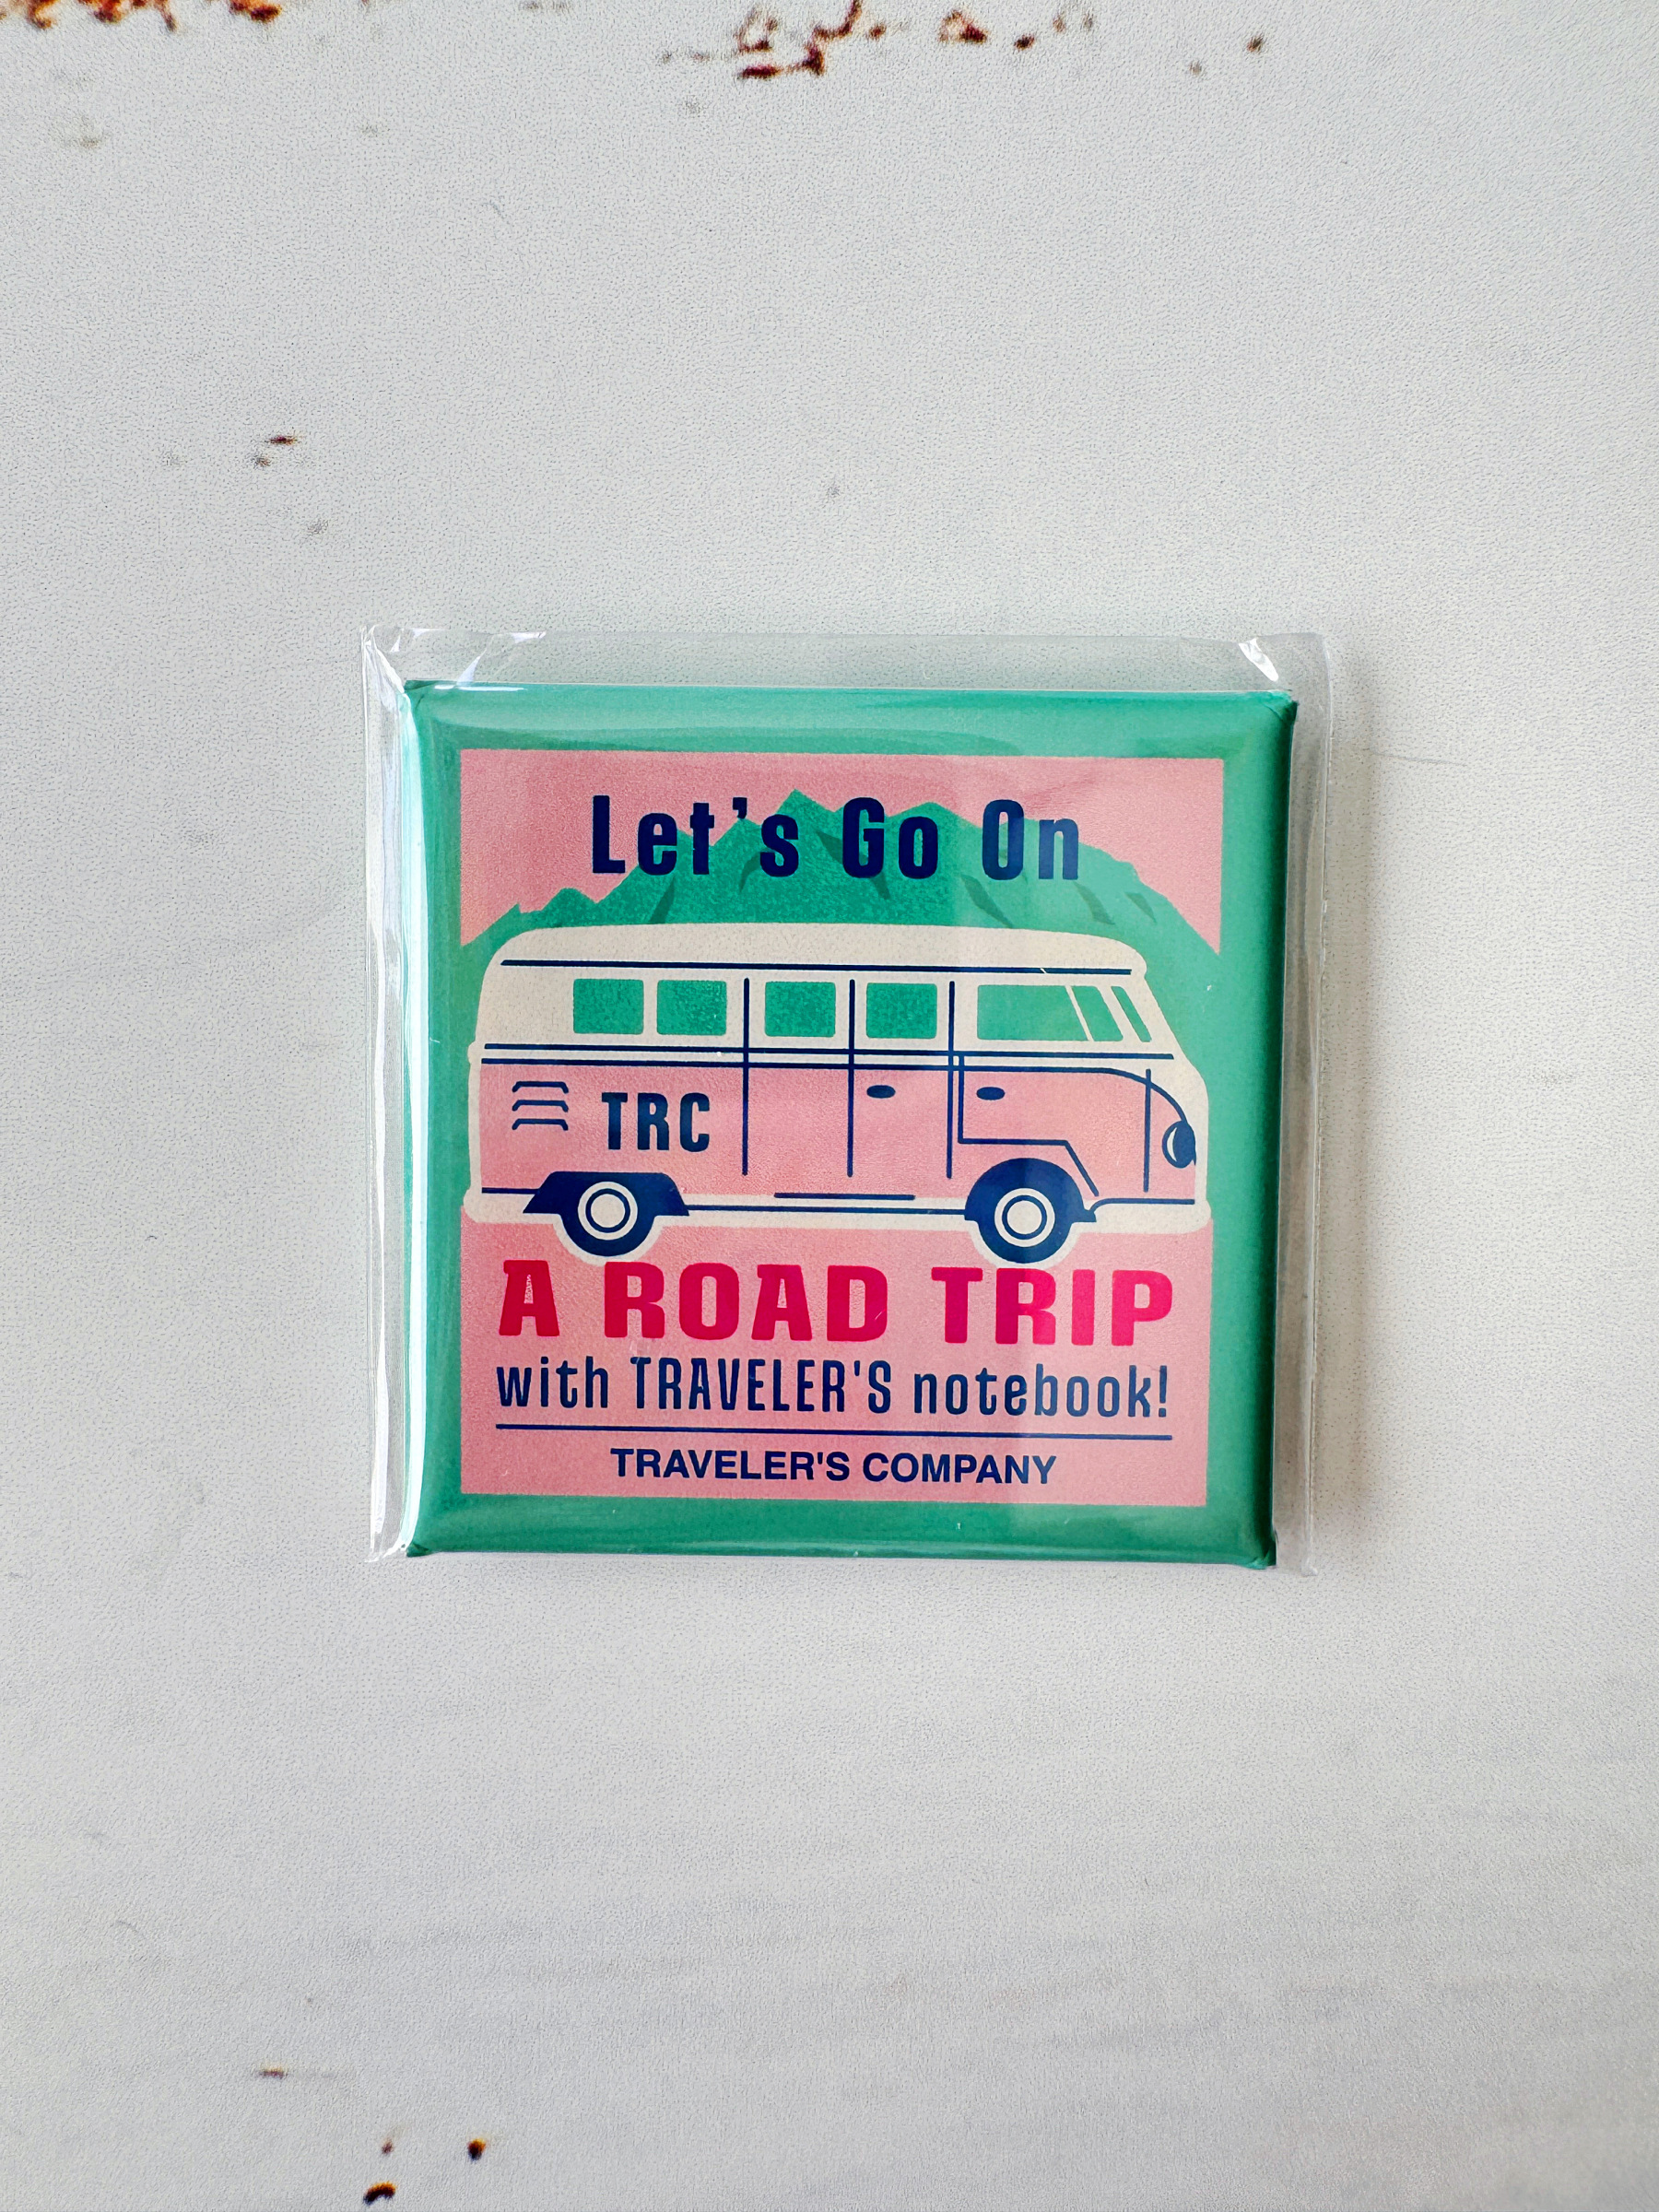 Let's Go On
TRC
A ROAD TRIP
with TRAVELER'S notebook!
TRAVELER'S COMPANY